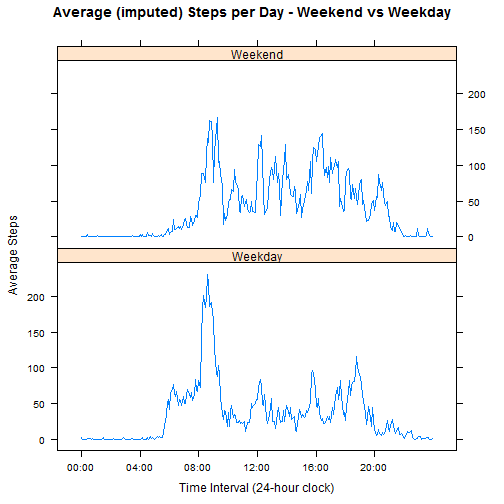 Average (imputed) Steps per Day - Weekend vs Weekday
Weekend
200
150
100
50
0
Weekday
200
150
100
50
0
Average Steps
00:00 04:00 08:00 12:00 16:00 20:00
Time Interval (24-hour clock)